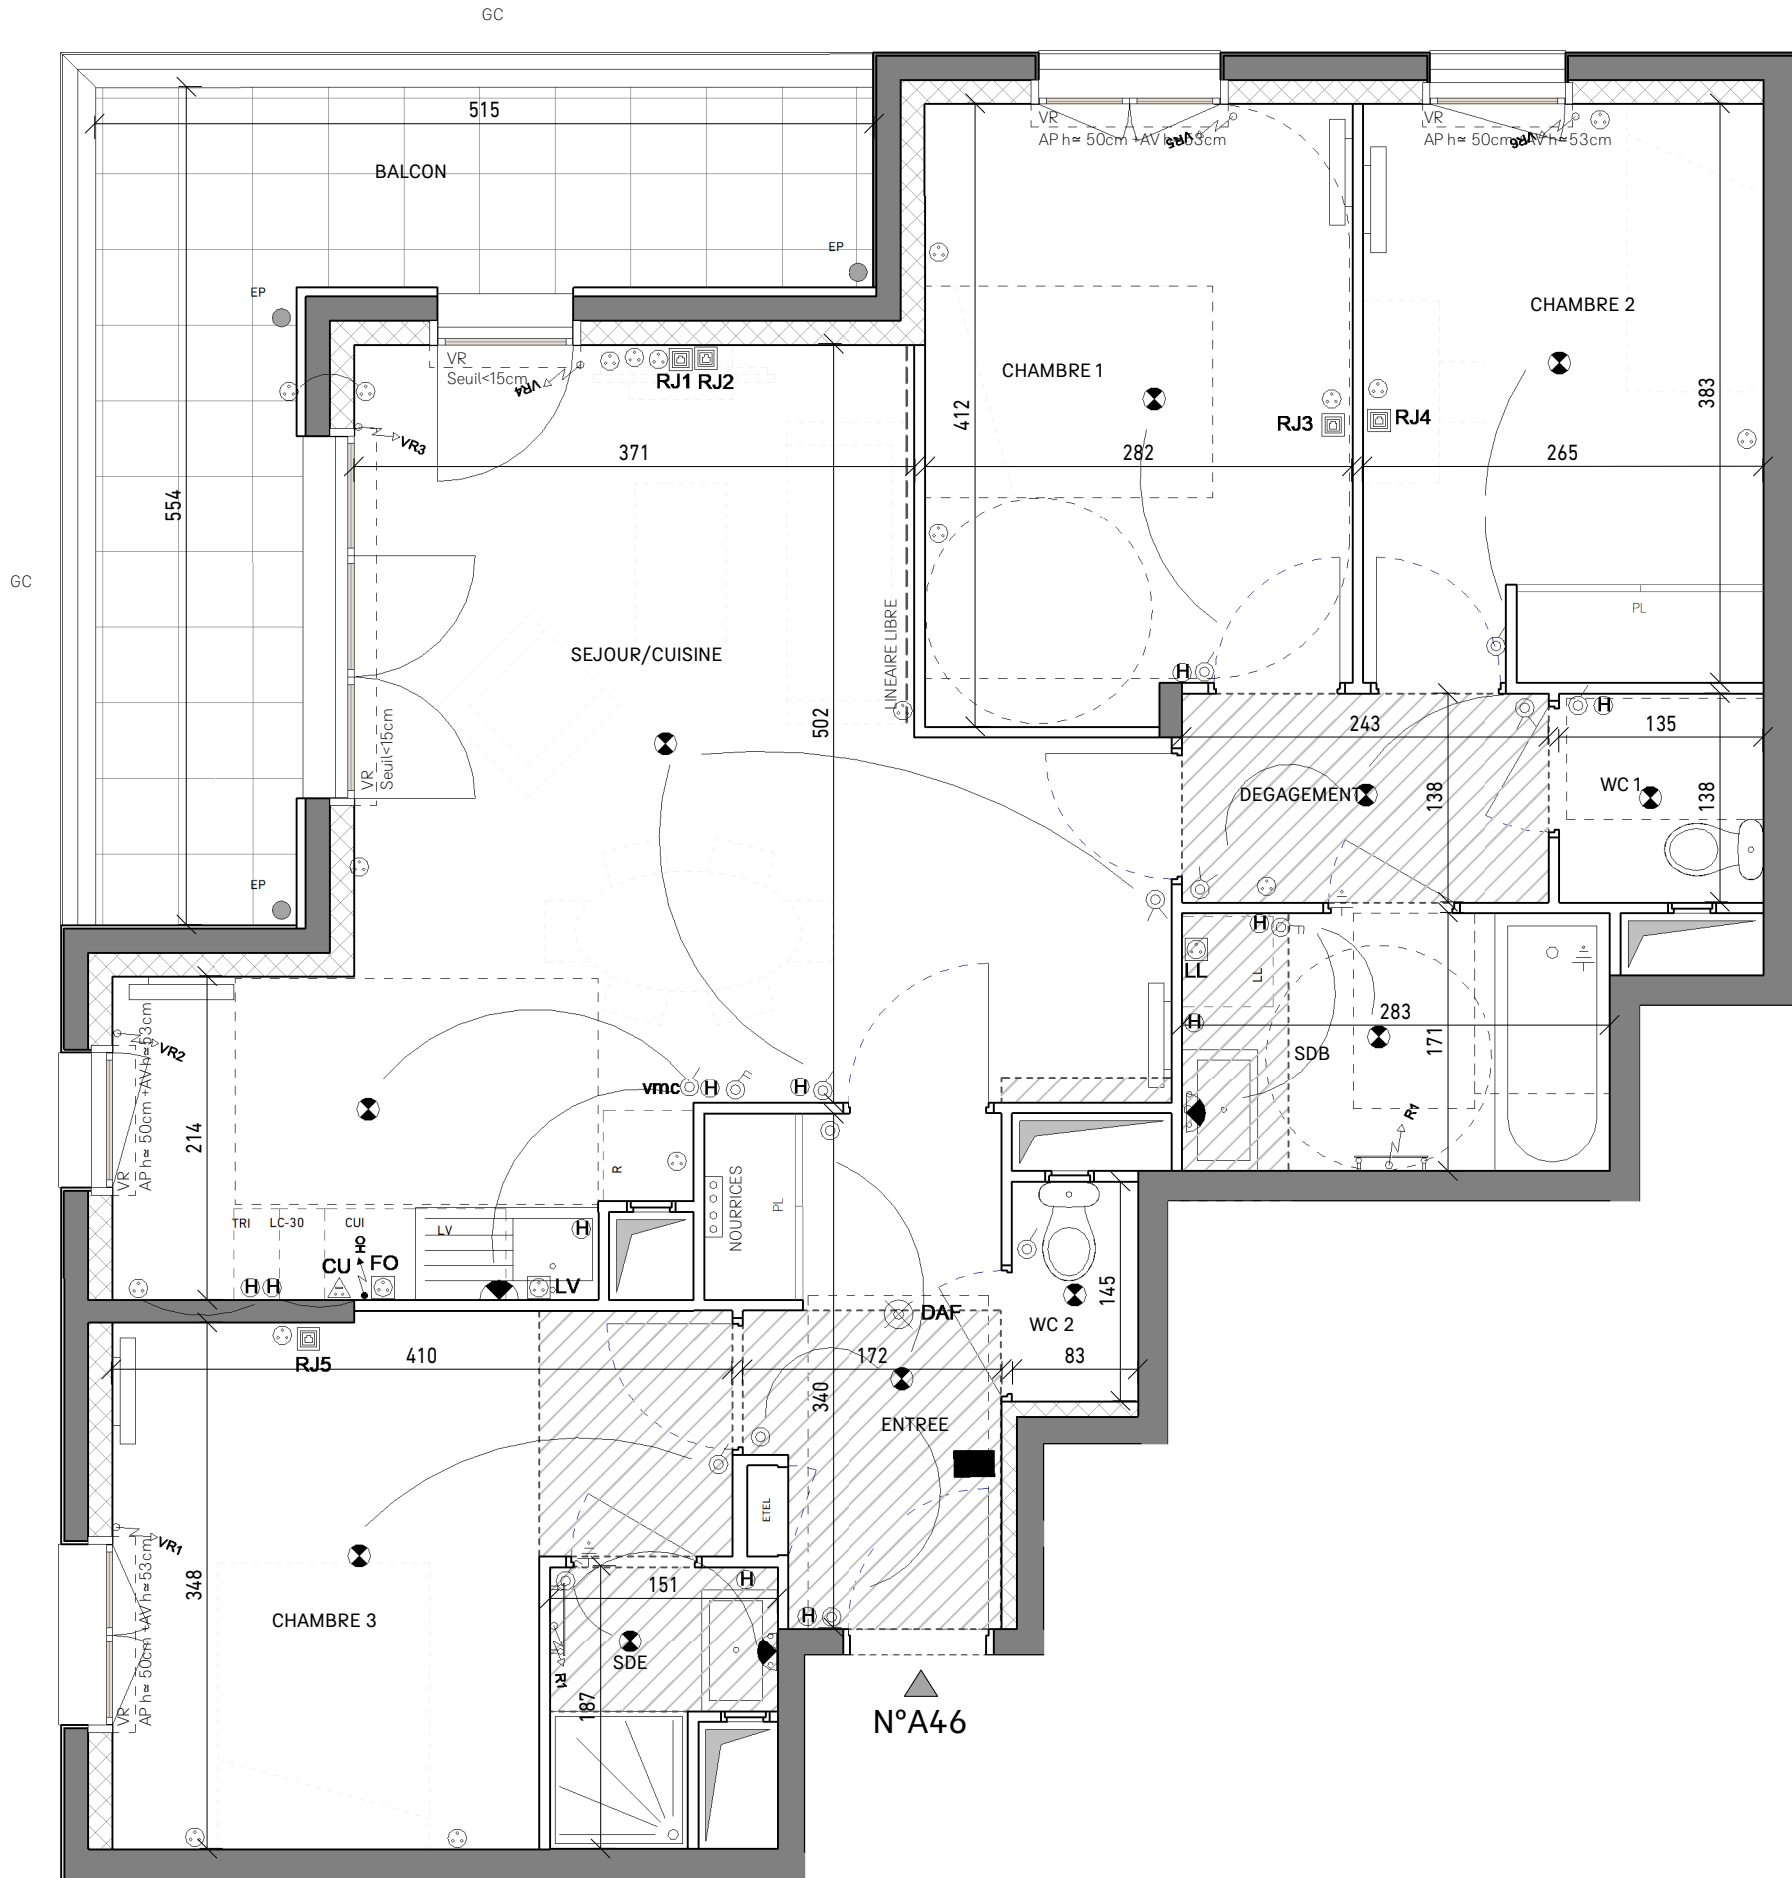 GC
515
BALCON
EP
EP
VR
AP h≃ 50cm +AV h≃53cm
VR5
VR
AP h≃ 50cm +AV h≃53cm
VR6
CHAMBRE 2
VR
Seuil<15cm
VR4
RJ1 RJ2
CHAMBRE 1
412
383
RJ3
RJ4
VR3
371
282
265
554
GC
LINEAIRE LIBRE
PL
SEJOUR/CUISINE
H
H
502
243
135
VR
Seuil<15cm
DEGAGEMENT
138
WC 1
138
EP
H
LL
LL
VR
AP h≃ 50cm +AV h≃53cm
VR2
H
283
171
SDB
R1
vmc
H
H
214
R
NOURRICES
PL
TRI
LC-30
CUI
LV
H
HO
CU
FO
H H
LV
145
DAF
WC 2
RJ5
410
172
83
340
ENTREE
ETEL
VR
AP h≃ 50cm +AV h≃53cm
VR1
348
151
H
H
CHAMBRE 3
SDE
R1
187
N°A46